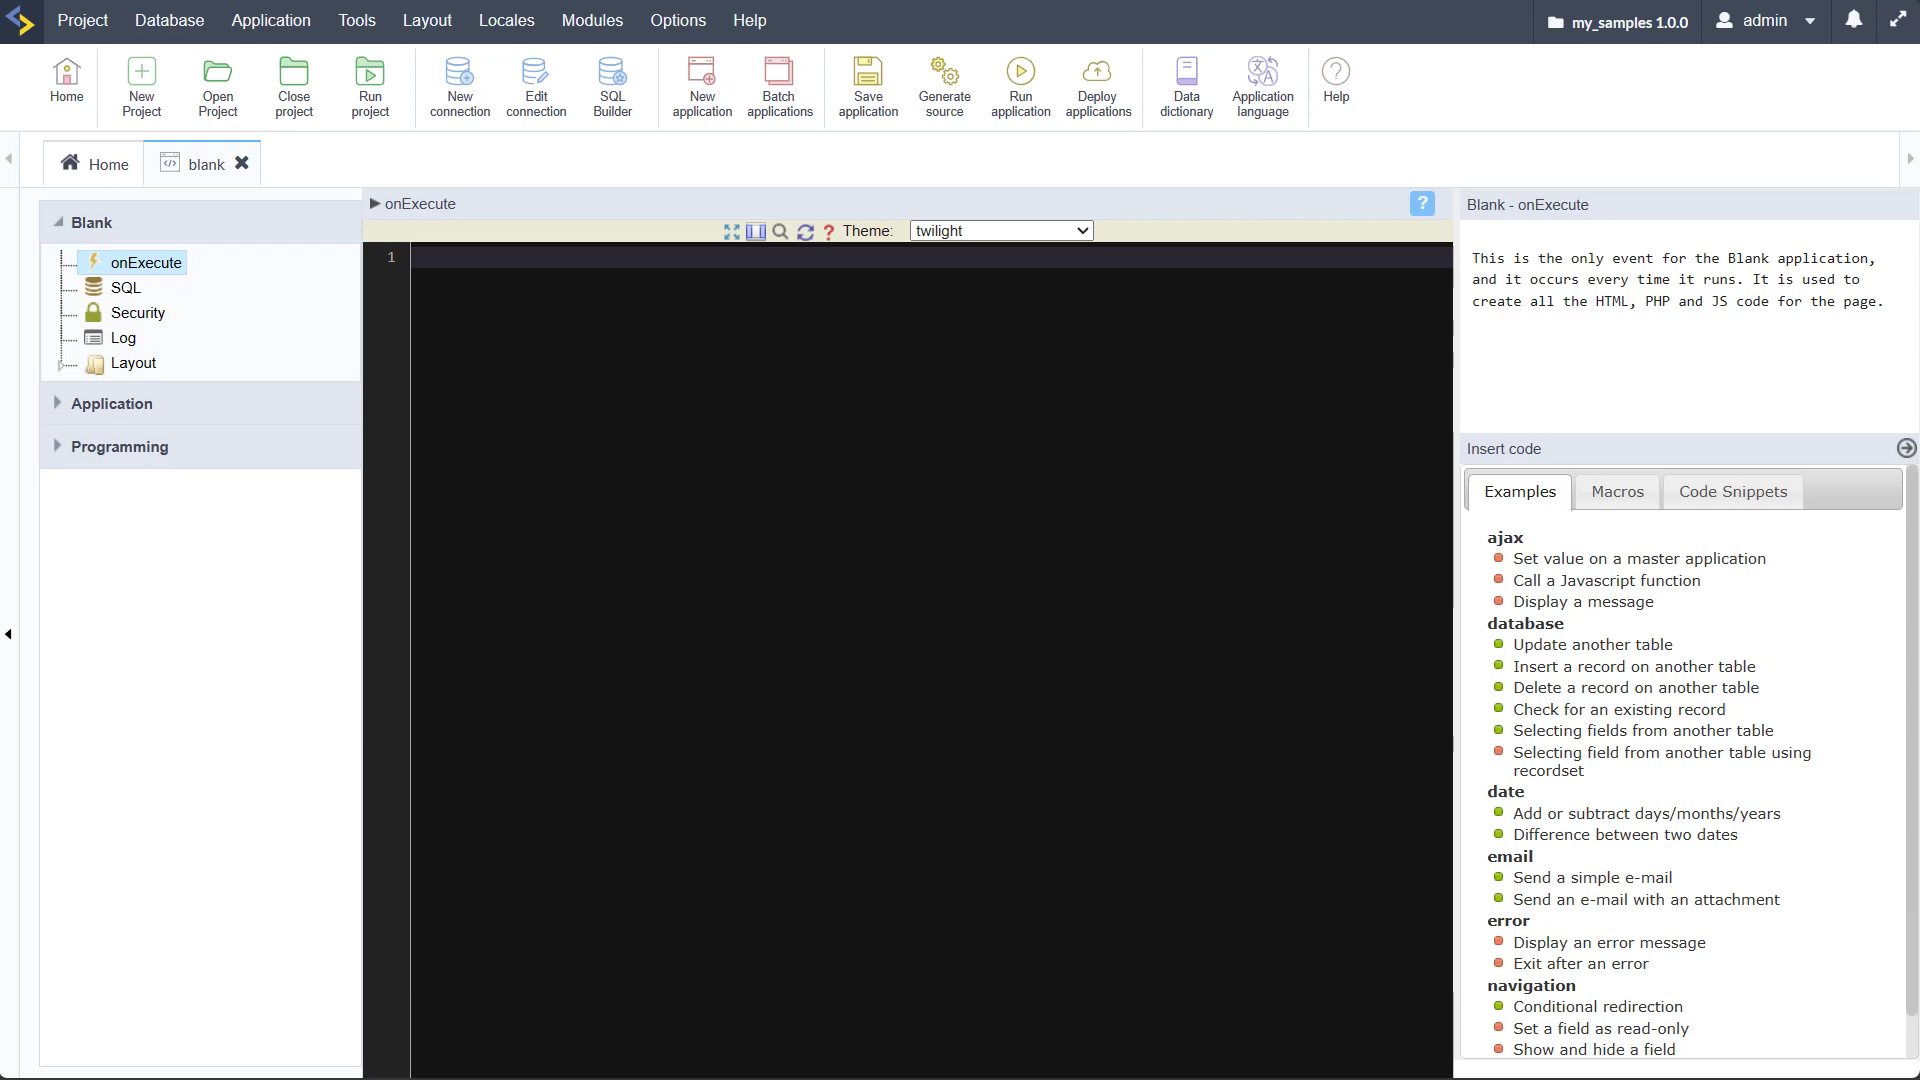 Project Database Application Tools Layout Locales Modules Options Help
my_samples 1.0.0 admin
Home
New Project
Open Project
Close project
Run project
New connection
Edit connection
SQL Builder
New application
Batch applications
Save application
Generate source
Run application
Deploy applications
Data dictionary
Application language
Help
Home
blank
Blank
onExecute
SQL
Security
Log
Layout
Application
Programming
onExecute
?
? Theme: twilight
1
Blank - onExecute
This is the only event for the Blank application,
and it occurs every time it runs. It is used to
create all the HTML, PHP and JS code for the page.
Insert code
Examples Macros Code Snippets
ajax
Set value on a master application
Call a Javascript function
Display a message
database
Update another table
Insert a record on another table
Delete a record on another table
Check for an existing record
Selecting fields from another table
Selecting field from another table using
recordset
date
Add or subtract days/months/years
Difference between two dates
email
Send a simple e-mail
Send an e-mail with an attachment
error
Display an error message
Exit after an error
navigation
Conditional redirection
Set a field as read-only
Show and hide a field